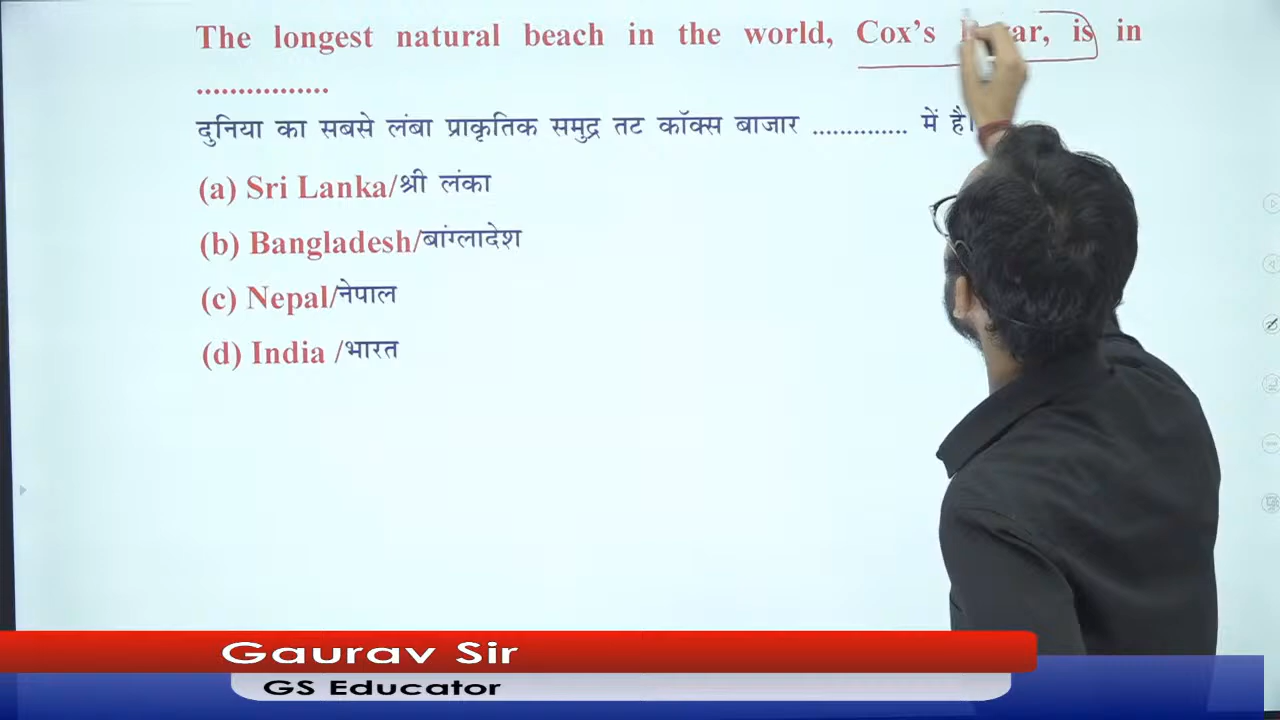 The longest natural beach in the world, Cox's is in
................
दुनिया का सबसे लंबा प्राकृतिक समुद्र तट कॉक्स बाजार .............. में है।
(a) Sri Lanka/श्री लंका
(b) Bangladesh/बांग्लादेश
(c) Nepal/नेपाल
(d) India /भारत
Gaurav Sir
GS Educator